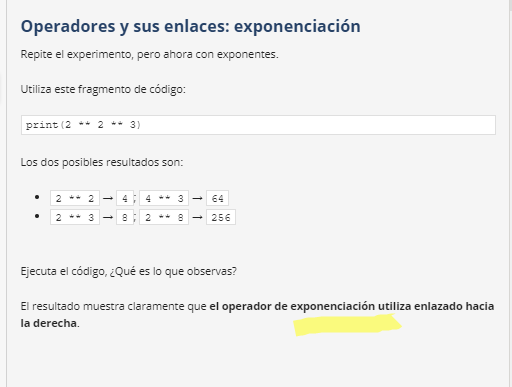 Operadores y sus enlaces: exponenciación
Repite el experimento, pero ahora con exponentes.
Utiliza este fragmento de código:
print(2 ** 2 ** 3)
Los dos posibles resultados son:
• 2 ** 2 → 4 ; 4 ** 3 → 64
• 2 ** 3 → 8 ; 2 ** 8 → 256
Ejecuta el código, ¿Qué es lo que observas?
El resultado muestra claramente que el operador de exponenciación utiliza enlazado hacia
la derecha.